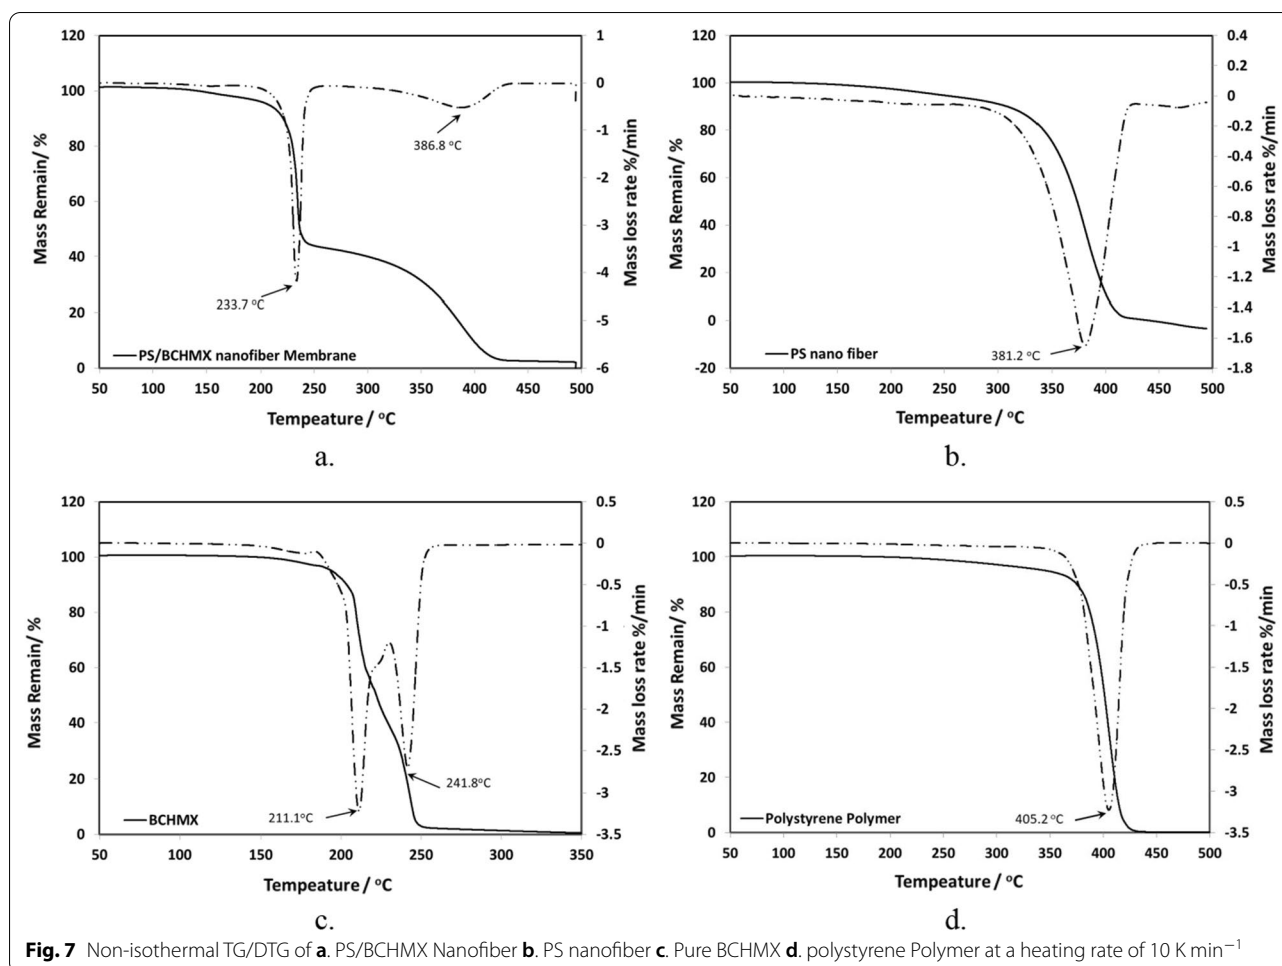 120
100
80
60
40
20
0
Mass Remain/ %
1
0
-1
-2
-3
-4
-5
-6
Mass loss rate %/min
386.8 °C
233.7 °C
PS/BCHMX nanofiber Membrane
50 100 150 200 250 300 350 400 450 500
Tempeature / °C
a.
120
100
80
60
40
20
0
-20
Mass Remain/ %
0.4
0.2
0
-0.2
-0.4
-0.6
-0.8
-1
-1.2
-1.4
-1.6
-1.8
Mass loss rate %/min
381.2 °C
PS nano fiber
50 100 150 200 250 300 350 400 450 500
Tempeature / °C
b.
120
100
80
60
40
20
0
Mass Remain/ %
0.5
0
-0.5
-1
-1.5
-2
-2.5
-3
-3.5
Mass loss rate %/min
241.8°C
211.1°C
BCHMX
50 100 150 200 250 300 350
Tempeature / °C
c.
120
100
80
60
40
20
0
Mass Remain/ %
0.5
0
-0.5
-1
-1.5
-2
-2.5
-3
-3.5
Mass loss rate %/min
405.2 °C
Polystyrene Polymer
50 100 150 200 250 300 350 400 450 500
Tempeature / °C
d.
Fig. 7 Non-isothermal TG/DTG of a. PS/BCHMX Nanofiber b. PS nanofiber c. Pure BCHMX d. polystyrene Polymer at a heating rate of 10 K min⁻¹